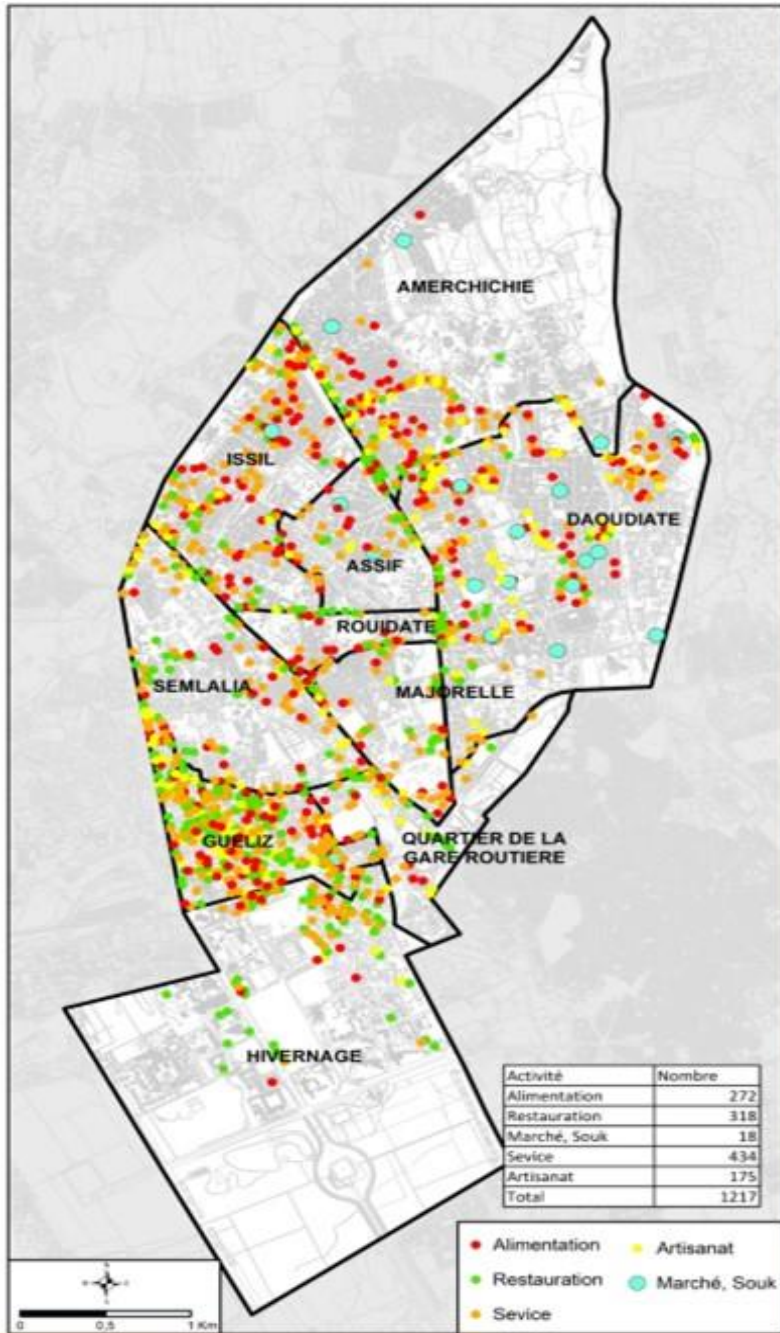 AMERCHICHIE
ISSIL
DAOUDIATE
ASSIF
ROUIDATE
SEMLALIA
MAJORELLE
GUELIZ
QUARTIER DE LA
GARE ROUTIERE
HIVERNAGE
Activité Nombre
Alimentation 272
Restauration 318
Marché, Souk 18
Sevice 434
Artisanat 175
Total 1217
Alimentation Artisanat
Restauration Marché, Souk
Sevice
0 0,5 1 Km